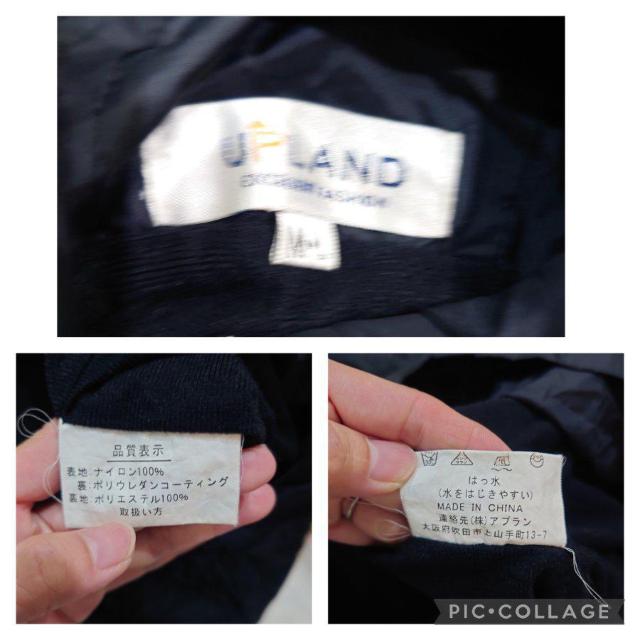 UPLAND
EXCITING FASHION
M~L
品質表示
表地:ナイロン100%
裏:ポリウレタンコーティング
裏地:ポリエステル100%
取扱い方
はっ水
(水をはじきやすい)
MADE IN CHINA
連絡先(株)アプラン
大阪府吹田市と山手町13-7
PIC•COLLAGE